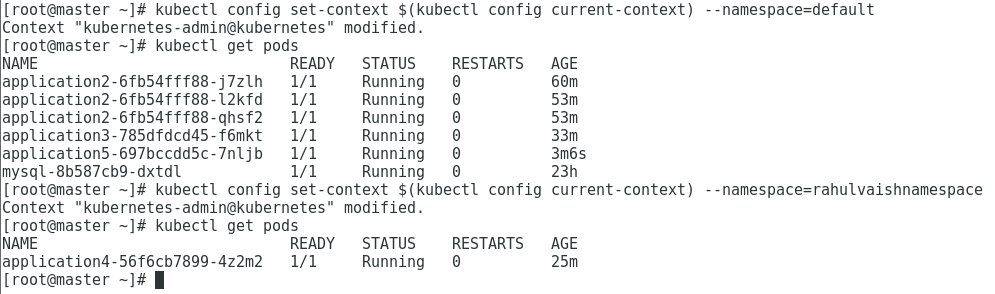 [root@master ~]# kubectl config set-context $(kubectl config current-context) --namespace=default
Context "kubernetes-admin@kubernetes" modified.
[root@master ~]# kubectl get pods
NAME                            READY   STATUS    RESTARTS   AGE
application2-6fb54fff88-j7zlh   1/1     Running   0          60m
application2-6fb54fff88-l2kfd   1/1     Running   0          53m
application2-6fb54fff88-qhsf2   1/1     Running   0          53m
application3-785dfdcd45-f6mkt   1/1     Running   0          33m
application5-697bccdd5c-7nljb   1/1     Running   0          3m6s
mysql-8b587cb9-dxtdl            1/1     Running   0          23h
[root@master ~]# kubectl config set-context $(kubectl config current-context) --namespace=rahulvaishnamespace
Context "kubernetes-admin@kubernetes" modified.
[root@master ~]# kubectl get pods
NAME                            READY   STATUS    RESTARTS   AGE
application4-56f6cb7899-4z2m2   1/1     Running   0          25m
[root@master ~]#